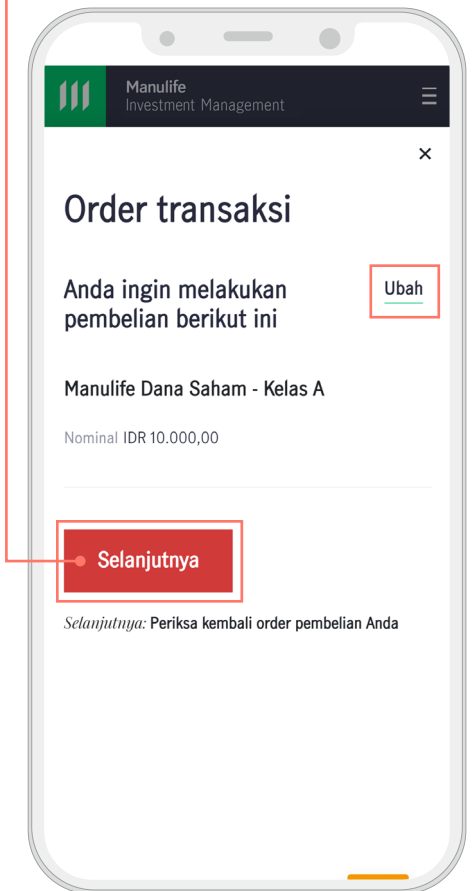 Manulife
Investment Management
Order transaksi
Anda ingin melakukan
pembelian berikut ini
Ubah
Manulife Dana Saham - Kelas A
Nominal IDR 10.000,00
Selanjutnya
Selanjutnya: Periksa kembali order pembelian Anda